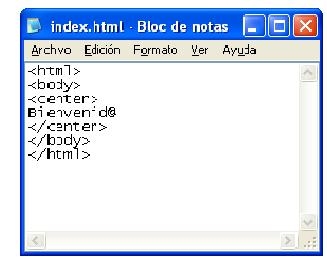 index.html - Bloc de notas
Archivo Edición Formato Ver Ayuda
<html>
<body>
<center>
Bienvenid@
</center>
</body>
</html>